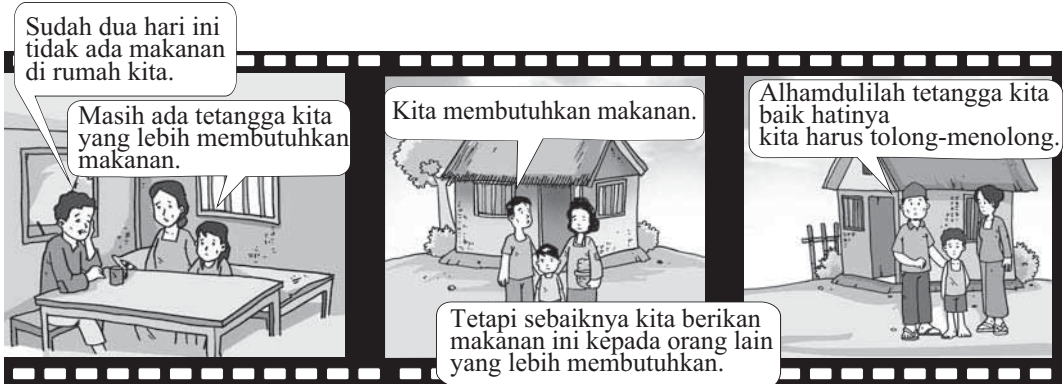 Sudah dua hari ini
tidak ada makanan
di rumah kita.
Masih ada tetangga kita
yang lebih membutuhkan
makanan.
Kita membutuhkan makanan.
Tetapi sebaiknya kita berikan
makanan ini kepada orang lain
yang lebih membutuhkan.
Alhamdulilah tetangga kita
baik hatinya
kita harus tolong-menolong.